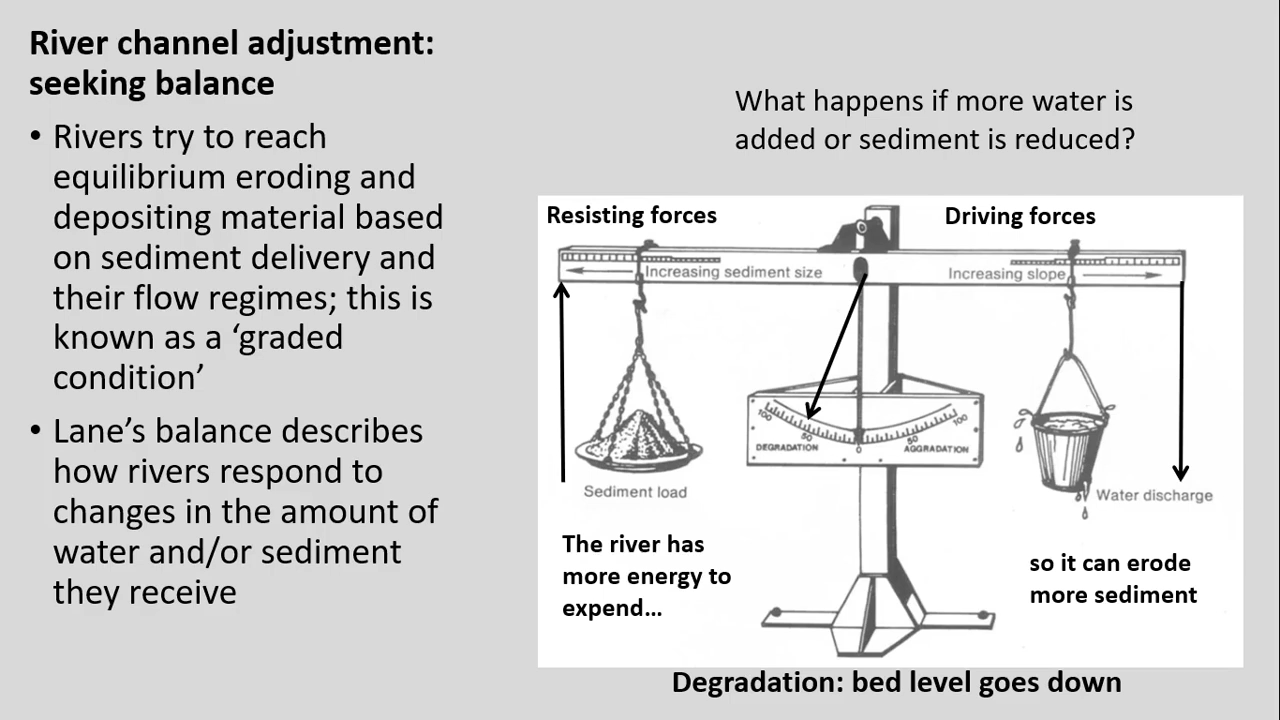 River channel adjustment:
seeking balance
• Rivers try to reach
equilibrium eroding and
depositing material based
on sediment delivery and
their flow regimes; this is
known as a ‘graded
condition’
• Lane’s balance describes
how rivers respond to
changes in the amount of
water and/or sediment
they receive
What happens if more water is
added or sediment is reduced?
Resisting forces
Driving forces
Increasing sediment size
Increasing slope
100
50
0
50
100
DEGRADATION
AGGRADATION
Sediment load
Water discharge
The river has
more energy to
expend...
so it can erode
more sediment
Degradation: bed level goes down